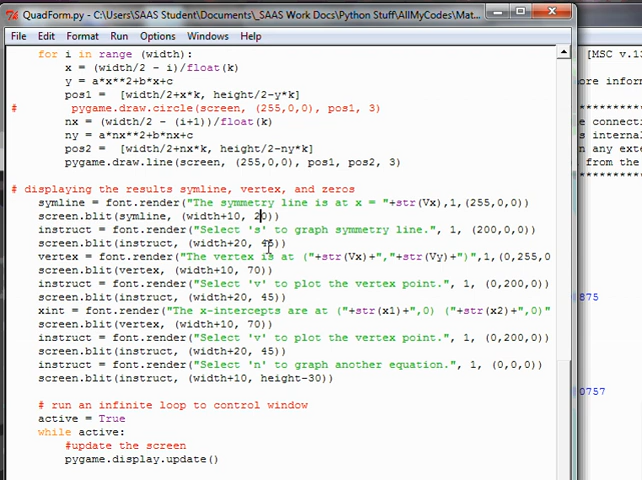 QuadForm.py - C:\Users\SAAS Student\Documents\_SAAS Work Docs\Python Stuff\AllMyCodes\Mat...
File Edit Format Run Options Windows Help
for i in range (width):
x = (width/2 - i)/float(k)
y = a*x**2+b*x+c
pos1 = [width/2+x*k, height/2-y*k]
# pygame.draw.circle(screen, (255,0,0), pos1, 3)
nx = (width/2 - (i+1))/float(k)
ny = a*nx**2+b*nx+c
pos2 = [width/2+nx*k, height/2-ny*k]
pygame.draw.line(screen, (255,0,0), pos1, pos2, 3)
# displaying the results symline, vertex, and zeros
symline = font.render("The symmetry line is at x = "+str(Vx),1,(255,0,0))
screen.blit(symline, (width+10, 20))
instruct = font.render("Select 's' to graph symmetry line.", 1, (200,0,0))
screen.blit(instruct, (width+20, 45))
vertex = font.render("The vertex is at ("+str(Vx)+","+str(Vy)+")",1,(0,255,0
screen.blit(vertex, (width+10, 70))
instruct = font.render("Select 'v' to plot the vertex point.", 1, (0,200,0))
screen.blit(instruct, (width+20, 45))
xint = font.render("The x-intercepts are at ("+str(x1)+",0) ("+str(x2)+",0)"
screen.blit(vertex, (width+10, 70))
instruct = font.render("Select 'v' to plot the vertex point.", 1, (0,200,0))
screen.blit(instruct, (width+20, 45))
instruct = font.render("Select 'n' to graph another equation.", 1, (0,0,0))
screen.blit(instruct, (width+10, height-30))
# run an infinite loop to control window
active = True
while active:
#update the screen
pygame.display.update()
[MSC v.1
ore infor
*********
e connecti
s interna
n any ext
from the
*********
875
0757